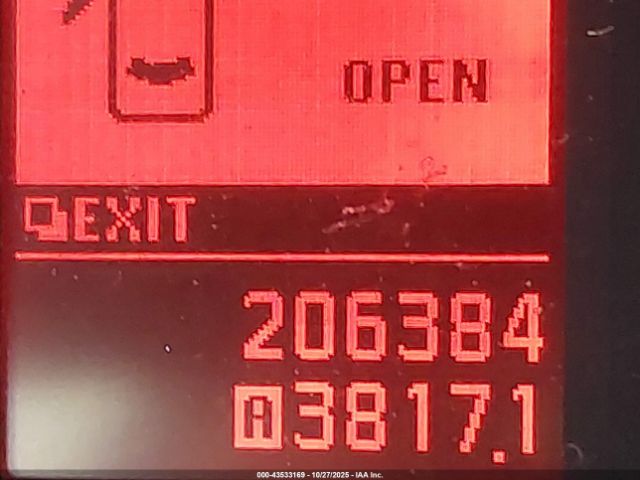 OPEN
EXIT
206384
A3817.1
000-43533169 - 10/27/2025 - IAA Inc.